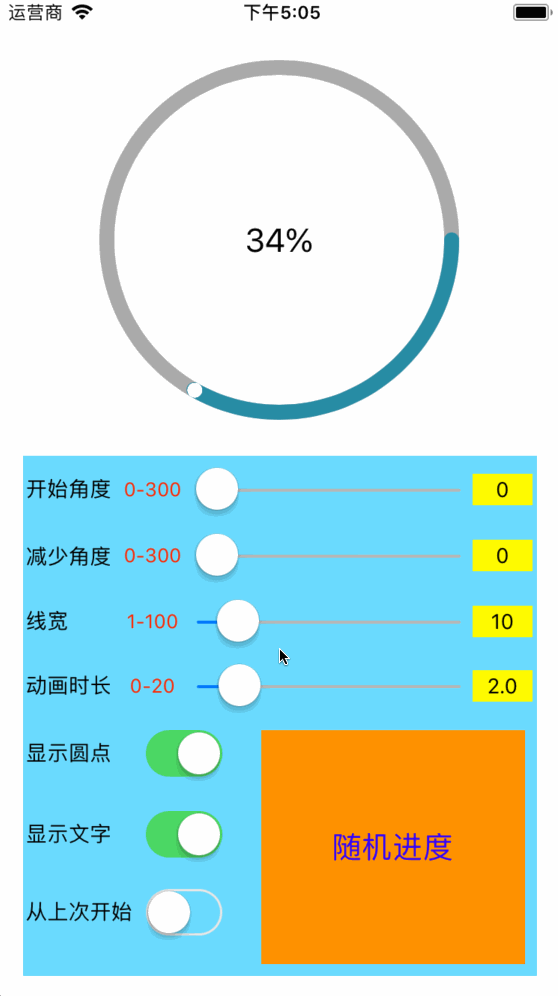 运营商 下午5:05
34%
开始角度 0-300 0
减少角度 0-300 0
线宽 1-100 10
动画时长 0-20 2.0
显示圆点
显示文字
随机进度
从上次开始